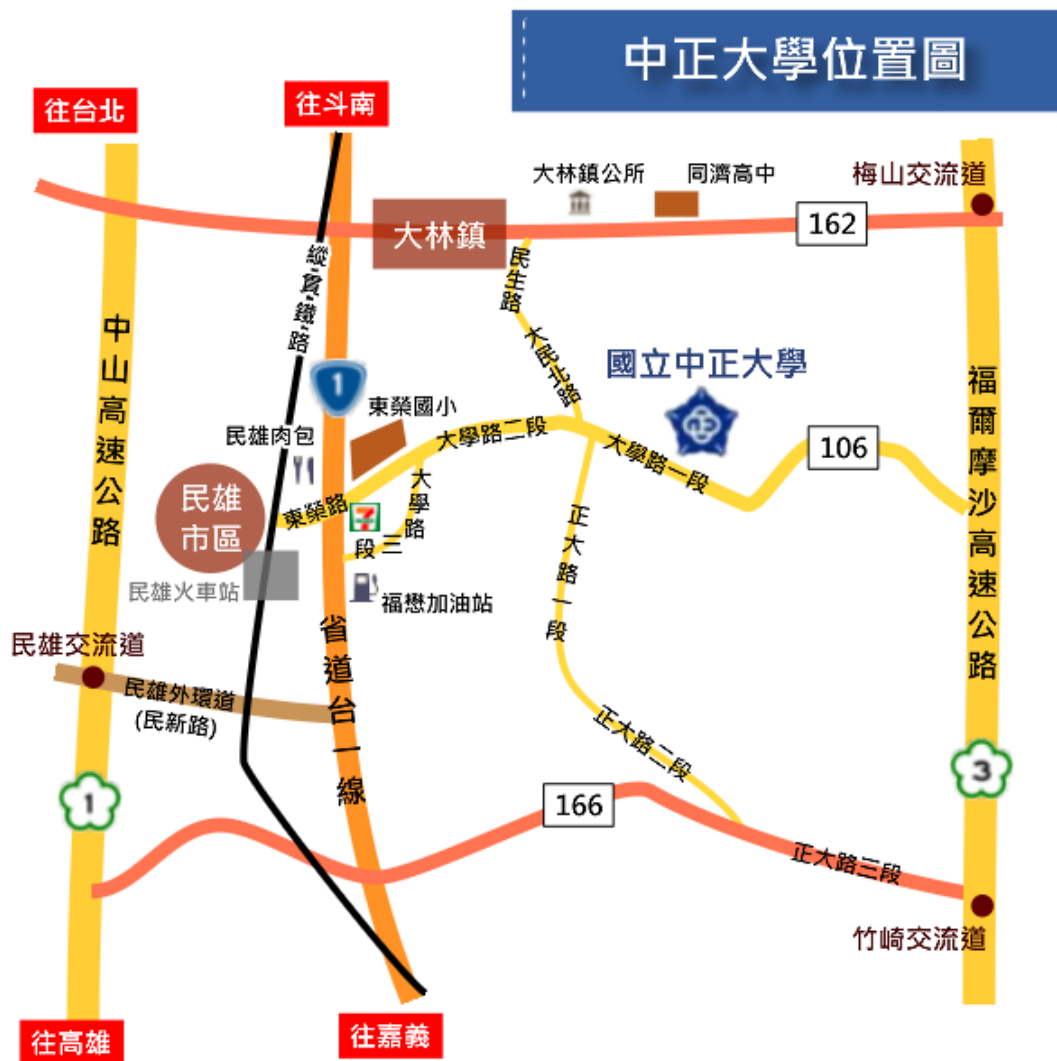 中正大學位置圖
往台北
往斗南
大林鎮公所
同濟高中
梅山交流道
162
大林鎮
民生路
縱貫鐵路
中山高速公路
大民北路
國立中正大學
福爾摩沙高速公路
1
東榮國小
民雄肉包
大學路二段
大學路一段
106
民雄市區
東榮路
7
大學路三段
正大路一段
民雄火車站
福懋加油站
省道台一線
民雄交流道
民雄外環道
(民新路)
正大路二段
3
1
166
正大路三段
竹崎交流道
往高雄
往嘉義